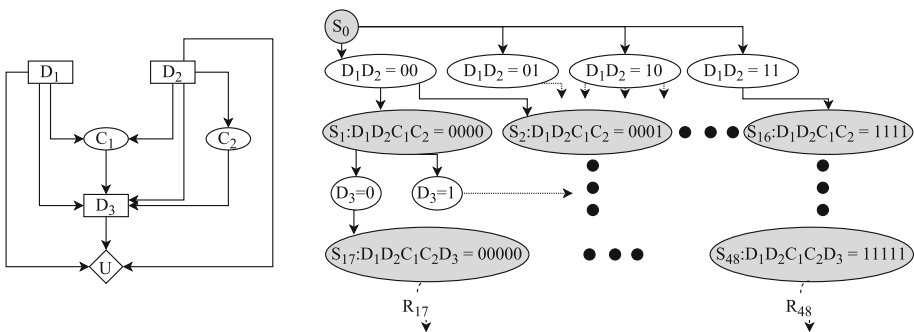 S₀
D₁ D₂
D₁D₂ = 00 D₁D₂ = 01 D₁D₂ = 10 D₁D₂ = 11
C₁ C₂
S₁:D₁D₂C₁C₂ = 0000 S₂:D₁D₂C₁C₂ = 0001 S₁₆:D₁D₂C₁C₂ = 1111
D₃=0 D₃=1
D₃
U
S₁₇:D₁D₂C₁C₂D₃ = 00000 S₄₈:D₁D₂C₁C₂D₃ = 11111
R₁₇ R₄₈